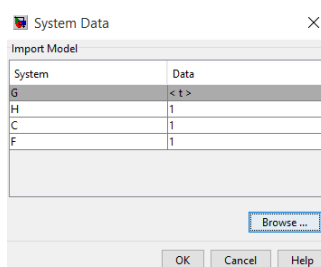 System Data
Import Model
System Data
G < t >
H 1
C 1
F 1
Browse ...
OK Cancel Help